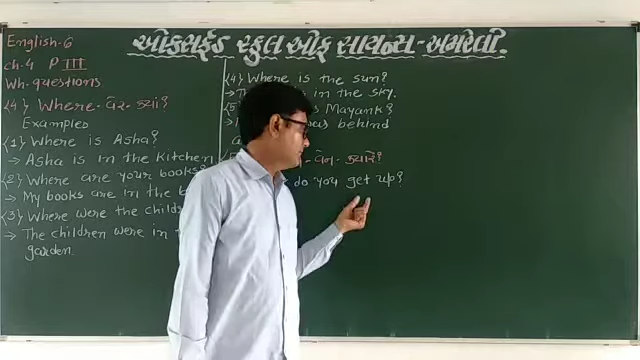 ઓક્સફર્ડ સ્કુલ ઓફ સાયન્સ-અમરેલી.
English-6
ch-4 P III
Wh-questions
(4) Where-વેર-ક્યાં?
Examples
(1) Where is Asha?
→ Asha is in the kitchen
(2) Where are your books?
→ My books are in the
(3) Where were the child
→ The children were in
garden.
(4) Where is the sun?
→ in the sky.
(5) Mayank?
behind
-વેન-ક્યારે?
do you get up?